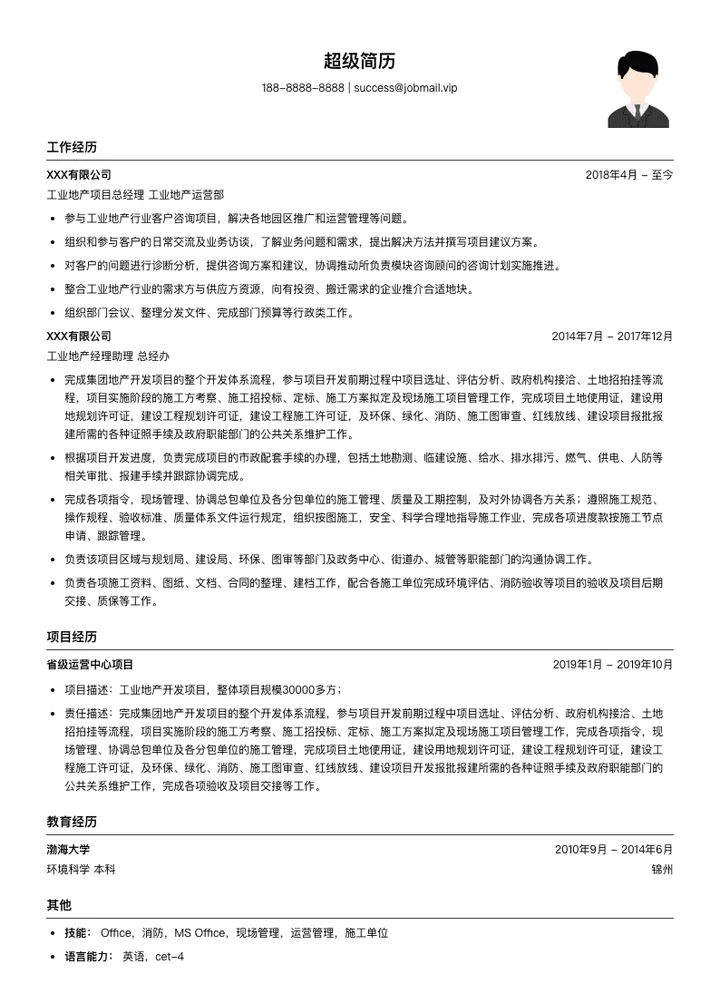 超级简历
188-8888-8888 | success@jobmail.vip
工作经历
XXX有限公司 2018年4月 – 至今
工业地产项目总经理 工业地产运营部
• 参与工业地产行业客户咨询项目，解决各地园区推广和运营管理等问题。
• 组织和参与客户的日常交流及业务访谈，了解业务问题和需求，提出解决方法并撰写项目建议方案。
• 对客户的问题进行诊断分析，提供咨询方案和建议，协调推动所负责模块咨询顾问的咨询计划实施推进。
• 整合工业地产行业的需求方与供应方资源，向有投资、搬迁需求的企业推介合适地块。
• 组织部门会议、整理分发文件、完成部门预算等行政类工作。
XXX有限公司 2014年7月 – 2017年12月
工业地产经理助理 总经办
• 完成集团地产开发项目的整个开发体系流程，参与项目开发前期过程中项目选址、评估分析、政府机构接洽、土地招拍挂等流
程，项目实施阶段的施工方考察、施工招投标、定标、施工方案拟定及现场施工项目管理工作，完成项目土地使用证，建设用
地规划许可证，建设工程规划许可证，建设工程施工许可证，及环保、绿化、消防、施工图审查、红线放线、建设项目报批报
建所需的各种证照手续及政府职能部门的公共关系维护工作。
• 根据项目开发进度，负责完成项目的市政配套手续的办理，包括土地勘测、临建设施、给水、排水排污、燃气、供电、人防等
相关审批、报建手续并跟踪协调完成。
• 完成各项指令，现场管理、协调总包单位及各分包单位的施工管理、质量及工期控制，及对外协调各方关系；遵照施工规范、
操作规程、验收标准、质量体系文件运行规定，组织按图施工，安全、科学合理地指导施工作业，完成各项进度款按施工节点
申请、跟踪管理。
• 负责该项目区域与规划局、建设局、环保、图审等部门及政务中心、街道办、城管等职能部门的沟通协调工作。
• 负责各项施工资料、图纸、文档、合同的整理、建档工作，配合各施工单位完成环境评估、消防验收等项目的验收及项目后期
交接、质保等工作。
项目经历
省级运营中心项目 2019年1月 – 2019年10月
• 项目描述：工业地产开发项目，整体项目规模30000多方；
• 责任描述：完成集团地产开发项目的整个开发体系流程，参与项目开发前期过程中项目选址、评估分析、政府机构接洽、土地
招拍挂等流程，项目实施阶段的施工方考察、施工招投标、定标、施工方案拟定及现场施工项目管理工作，完成各项指令，现
场管理、协调总包单位及各分包单位的施工管理，完成项目土地使用证，建设用地规划许可证，建设工程规划许可证，建设工
程施工许可证，及环保、绿化、消防、施工图审查、红线放线、建设项目开发报批报建所需的各种证照手续及政府职能部门的
公共关系维护工作，完成各项验收及项目交接等工作。
教育经历
渤海大学 2010年9月 – 2014年6月
环境科学 本科 锦州
其他
• 技能： Office，消防，MS Office，现场管理，运营管理，施工单位
• 语言能力： 英语，cet-4